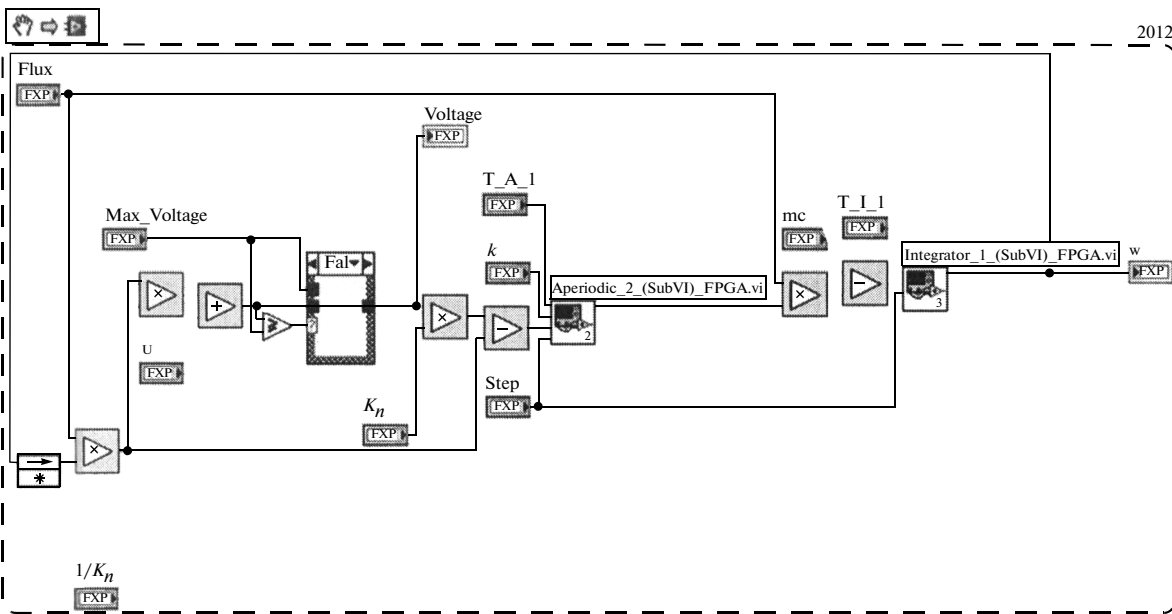 2012
Flux
FXP
Voltage
FXP
T_A_1
FXP
Max_Voltage
FXP
mc
FXP
T_I_1
FXP
k
FXP
Fal
Integrator_1_(SubVI)_FPGA.vi
w
FXP
Aperiodic_2_(SubVI)_FPGA.vi
×
+
?
×
−
2
×
−
3
U
FXP
Step
FXP
K_n
FXP
×
*
1/K_n
FXP